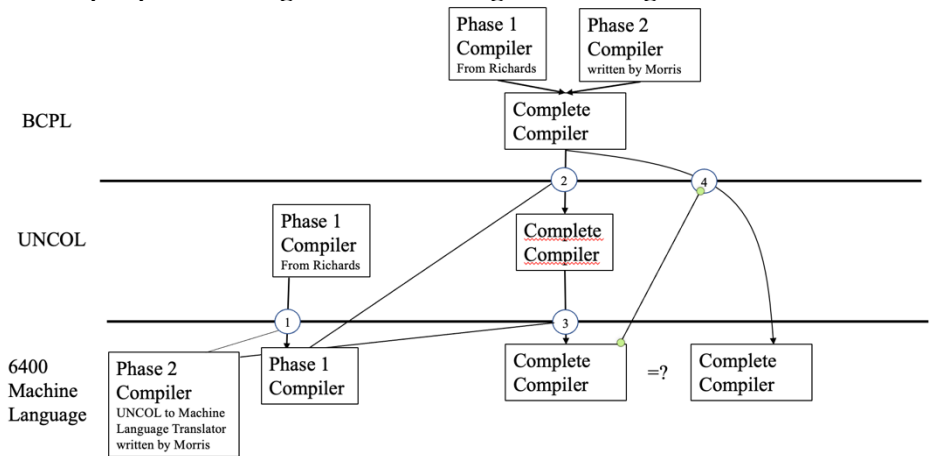 Phase 1
Compiler
From Richards
Phase 2
Compiler
written by Morris
BCPL
Complete
Compiler
2
4
UNCOL
Phase 1
Compiler
From Richards
Complete
Compiler
1
3
6400
Machine
Language
Phase 2
Compiler
UNCOL to Machine
Language Translator
written by Morris
Phase 1
Compiler
Complete
Compiler
=?
Complete
Compiler